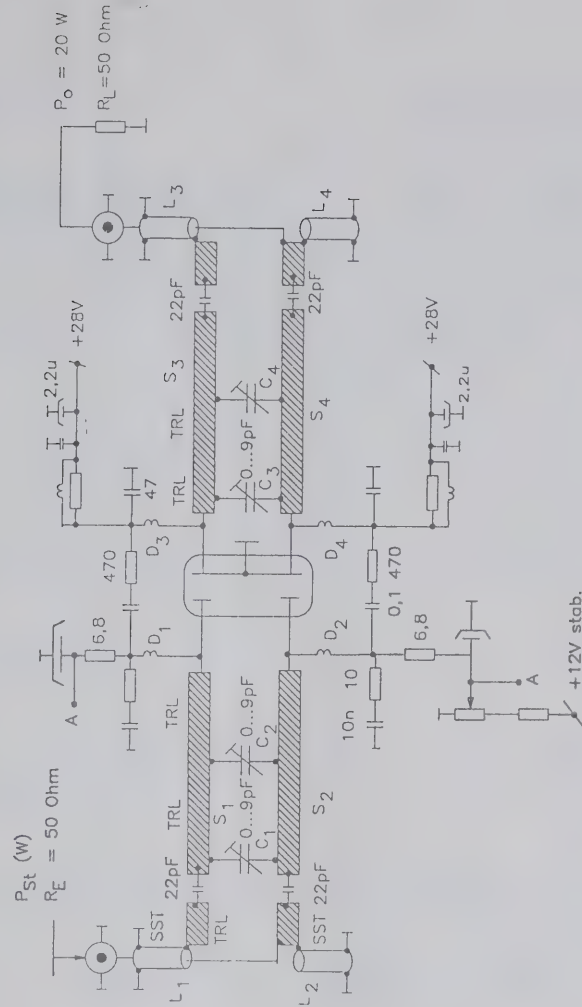 P_St (W)
R_E = 50 Ohm
P_o = 20 W
R_L=50 Ohm
SST
L_1
TRL
22pF
L_2
SST
22pF
TRL
TRL
S_1
0...9pF
C_1
0...9pF
C_2
S_2
A
6,8
D_1
470
47
D_3
D_2
10n
10
6,8
0,1
470
D_4
A
+12V stab.
2,2u
+28V
TRL
TRL
S_3
0...9pF
C_3
C_4
S_4
22pF
22pF
L_3
L_4
2,2u
+28V